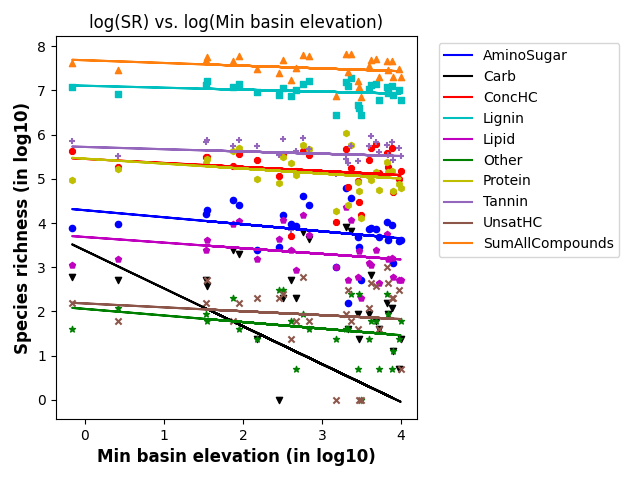 log(SR) vs. log(Min basin elevation)
8
7
6
5
4
3
2
1
0
Species richness (in log10)
0
1
2
3
4
Min basin elevation (in log10)
AminoSugar
Carb
ConcHC
Lignin
Lipid
Other
Protein
Tannin
UnsatHC
SumAllCompounds